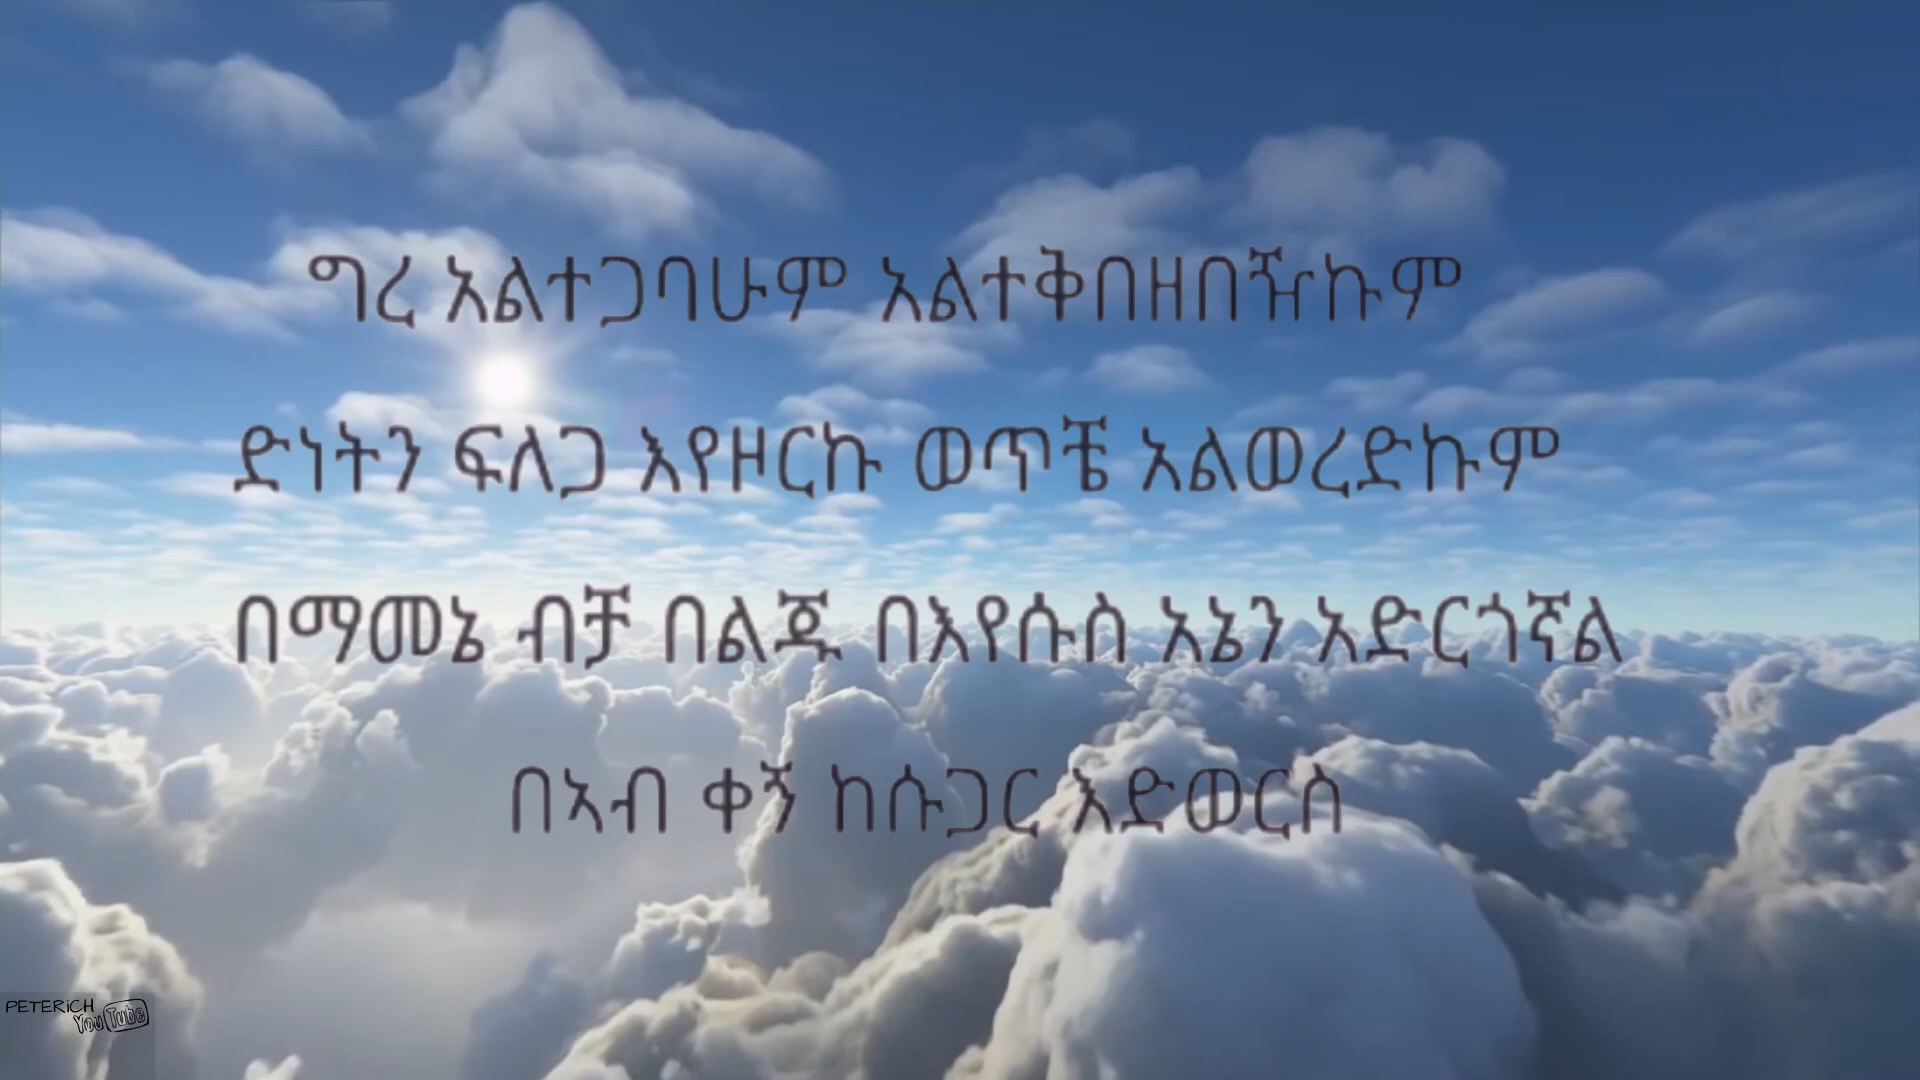 ግረ አልተጋባሁም አልተቅበዘበዥኩም
ድነትን ፍለጋ እየዞርኩ ወጥቼ አልወረድኩም
በማመኔ ብቻ በልጁ በእየሱስ እኔን አድርጎኛል
በኣብ ቀኝ ከሱጋር እድወርስ
PETERiCH
YouTube